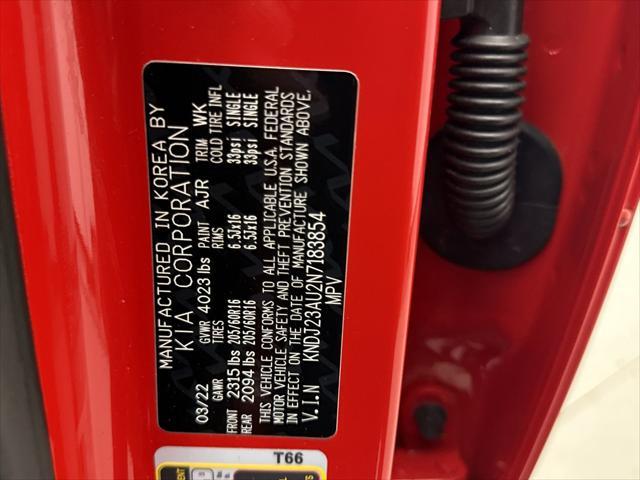 MANUFACTURED IN KOREA BY
KIA CORPORATION
03/22 GVWR 4023 lbs PAINT AJR TRIM WK
GAWR TIRES RIMS COLD TIRE INFL
FRONT 2315 lbs 205/60R16 6.5Jx16 33psi SINGLE
REAR 2094 lbs 205/60R16 6.5Jx16 33psi SINGLE
THIS VEHICLE CONFORMS TO ALL APPLICABLE U.S.A. FEDERAL
MOTOR VEHICLE SAFETY AND THEFT PREVENTION STANDARDS
IN EFFECT ON THE DATE OF MANUFACTURE SHOWN ABOVE.
V.I.N KNDJ23AU2N7183854
MPV
T66